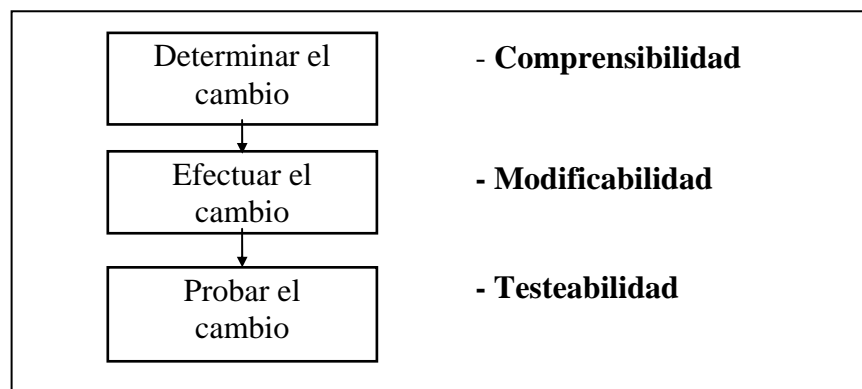 Determinar el
cambio
- Comprensibilidad
Efectuar el
cambio
- Modificabilidad
Probar el
cambio
- Testeabilidad